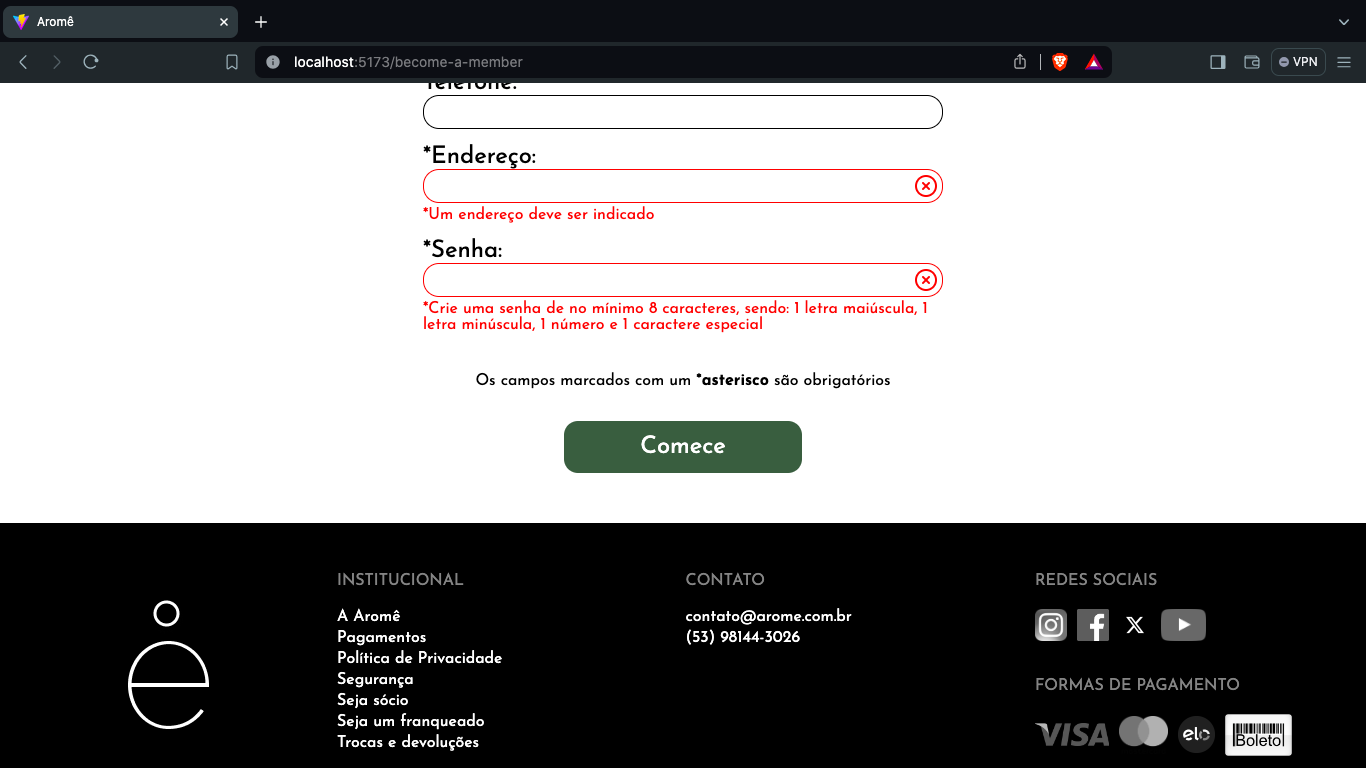 Aromê
localhost:5173/become-a-member
VPN
Telefone:
*Endereço:
*Um endereço deve ser indicado
*Senha:
*Crie uma senha de no mínimo 8 caracteres, sendo: 1 letra maiúscula, 1
letra minúscula, 1 número e 1 caractere especial
Os campos marcados com um *asterisco são obrigatórios
Comece
INSTITUCIONAL
A Aromê
Pagamentos
Política de Privacidade
Segurança
Seja sócio
Seja um franqueado
Trocas e devoluções
CONTATO
contato@arome.com.br
(53) 98144-3026
REDES SOCIAIS
FORMAS DE PAGAMENTO
VISA
elo
Boleto